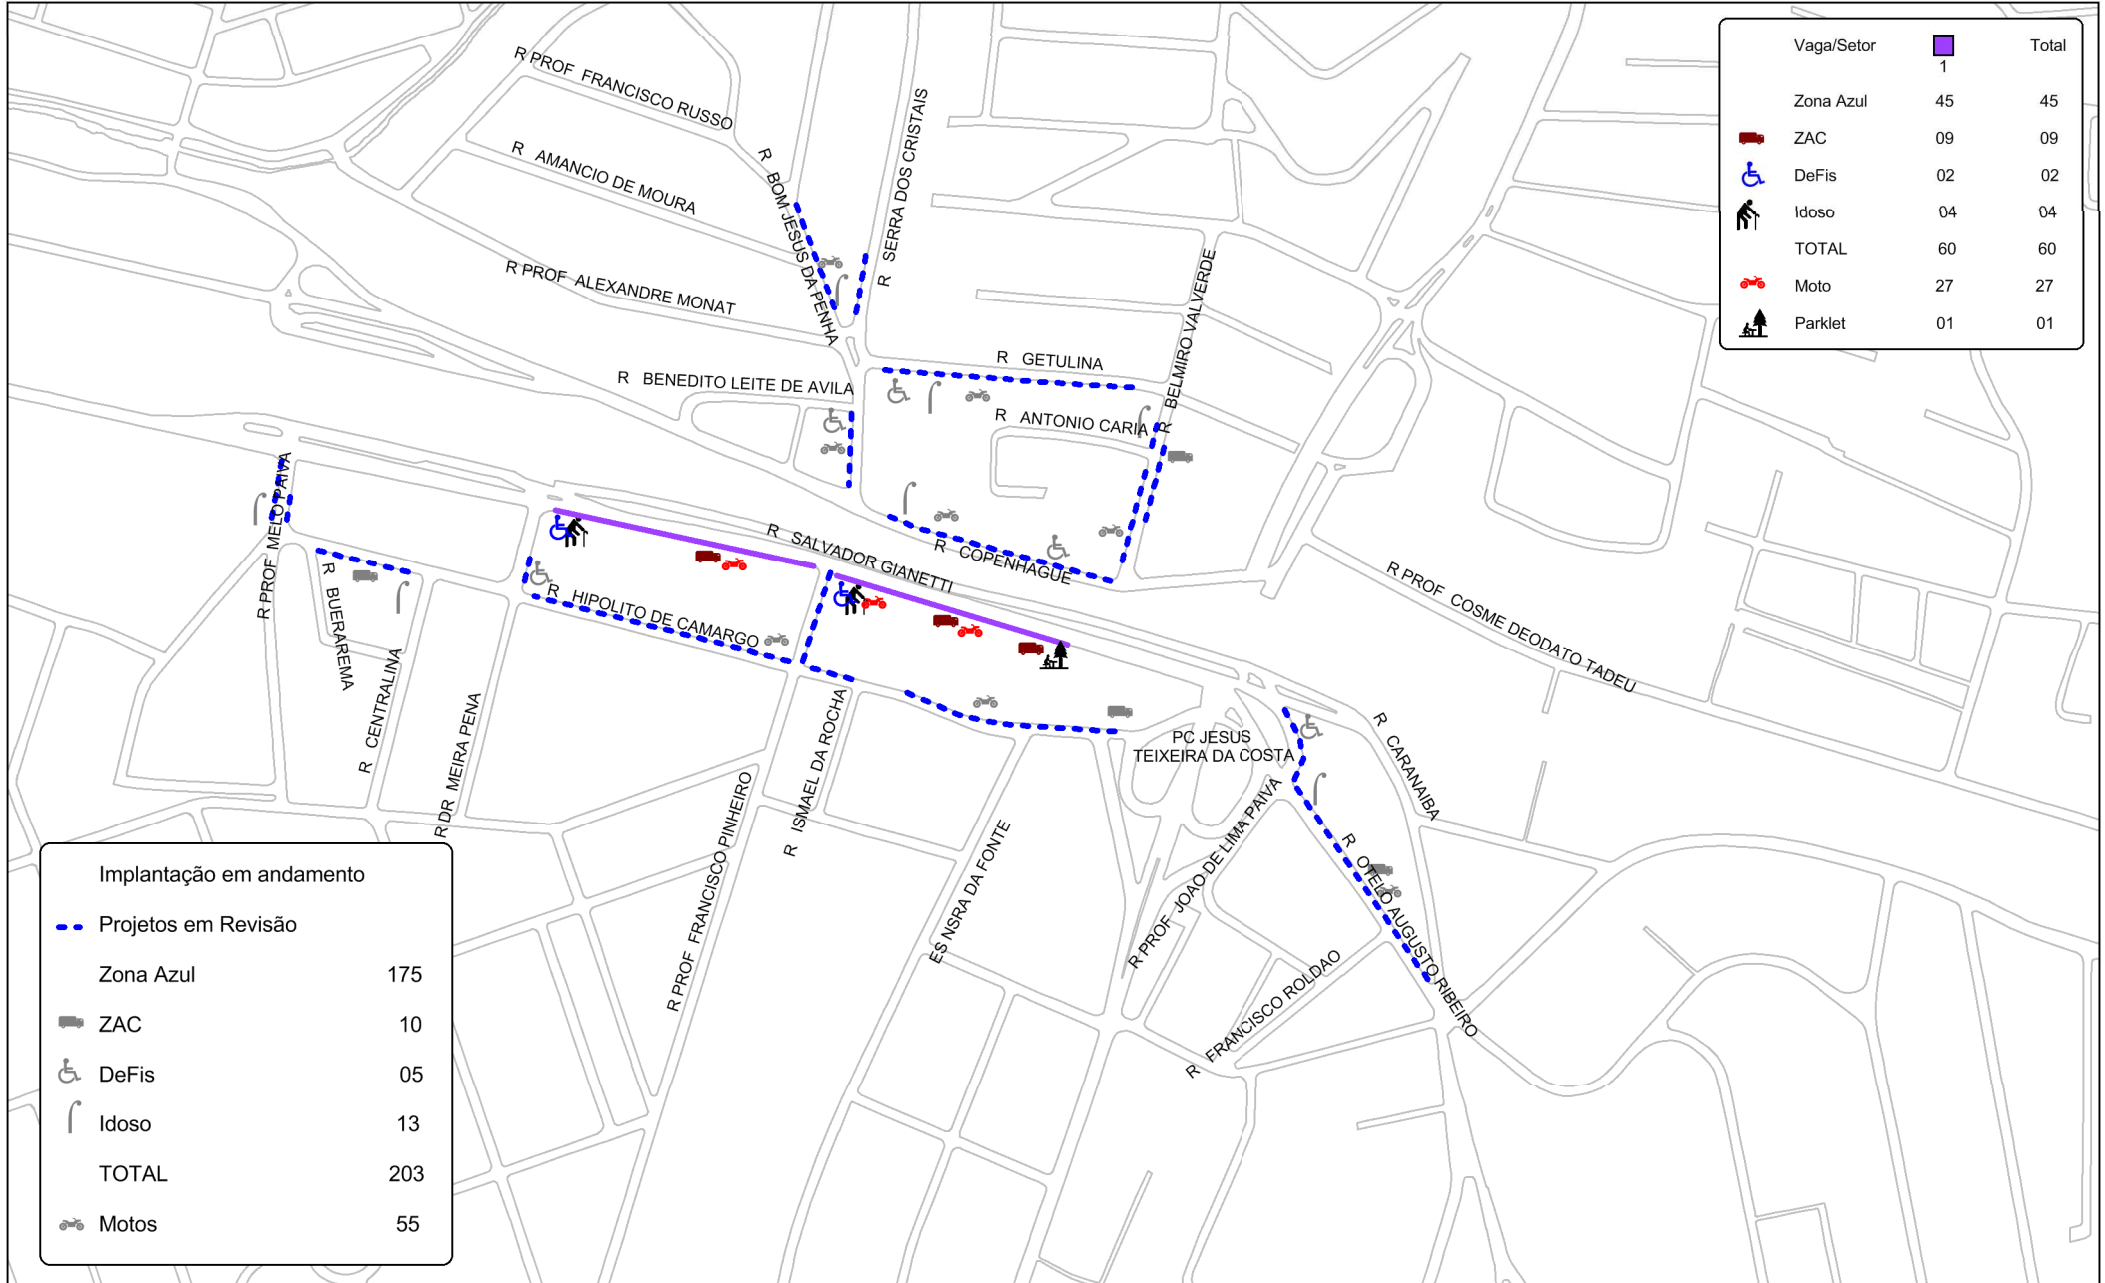 R PROF FRANCISCO RUSSO
R AMANCIO DE MOURA
R BOM JESUS DA PENHA
R SERRA DOS CRISTAIS
R PROF ALEXANDRE MONAT
R BENEDITO LEITE DE AVILA
R GETULINA
R ANTONIO CARIA
R BELMIRO VALVERDE
R COPENHAGUE
R SALVADOR GIANETTI
R HIPOLITO DE CAMARGO
R PROF MELO PAIVA
R BUERAREMA
R CENTRALINA
R DR MEIRA PENA
R PROF FRANCISCO PINHEIRO
R ISMAEL DA ROCHA
ES NSRA DA FONTE
PC JESUS
TEIXEIRA DA COSTA
R PROF JOAO DE LIMA PAIVA
R FRANCISCO ROLDAO
R OTELO AUGUSTO RIBEIRO
R CARANAIBA
R PROF COSME DEODATO TADEU
Vaga/Setor Total
1
Zona Azul 45 45
ZAC 09 09
DeFis 02 02
Idoso 04 04
TOTAL 60 60
Moto 27 27
Parklet 01 01
Implantação em andamento
Projetos em Revisão
Zona Azul 175
ZAC 10
DeFis 05
Idoso 13
TOTAL 203
Motos 55